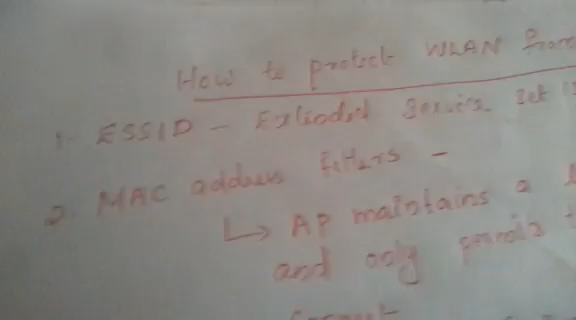 How to protect WLAN from
1. ESSID - Extended Service Set
2. MAC address filters -
↳ AP maintains a
and only permits